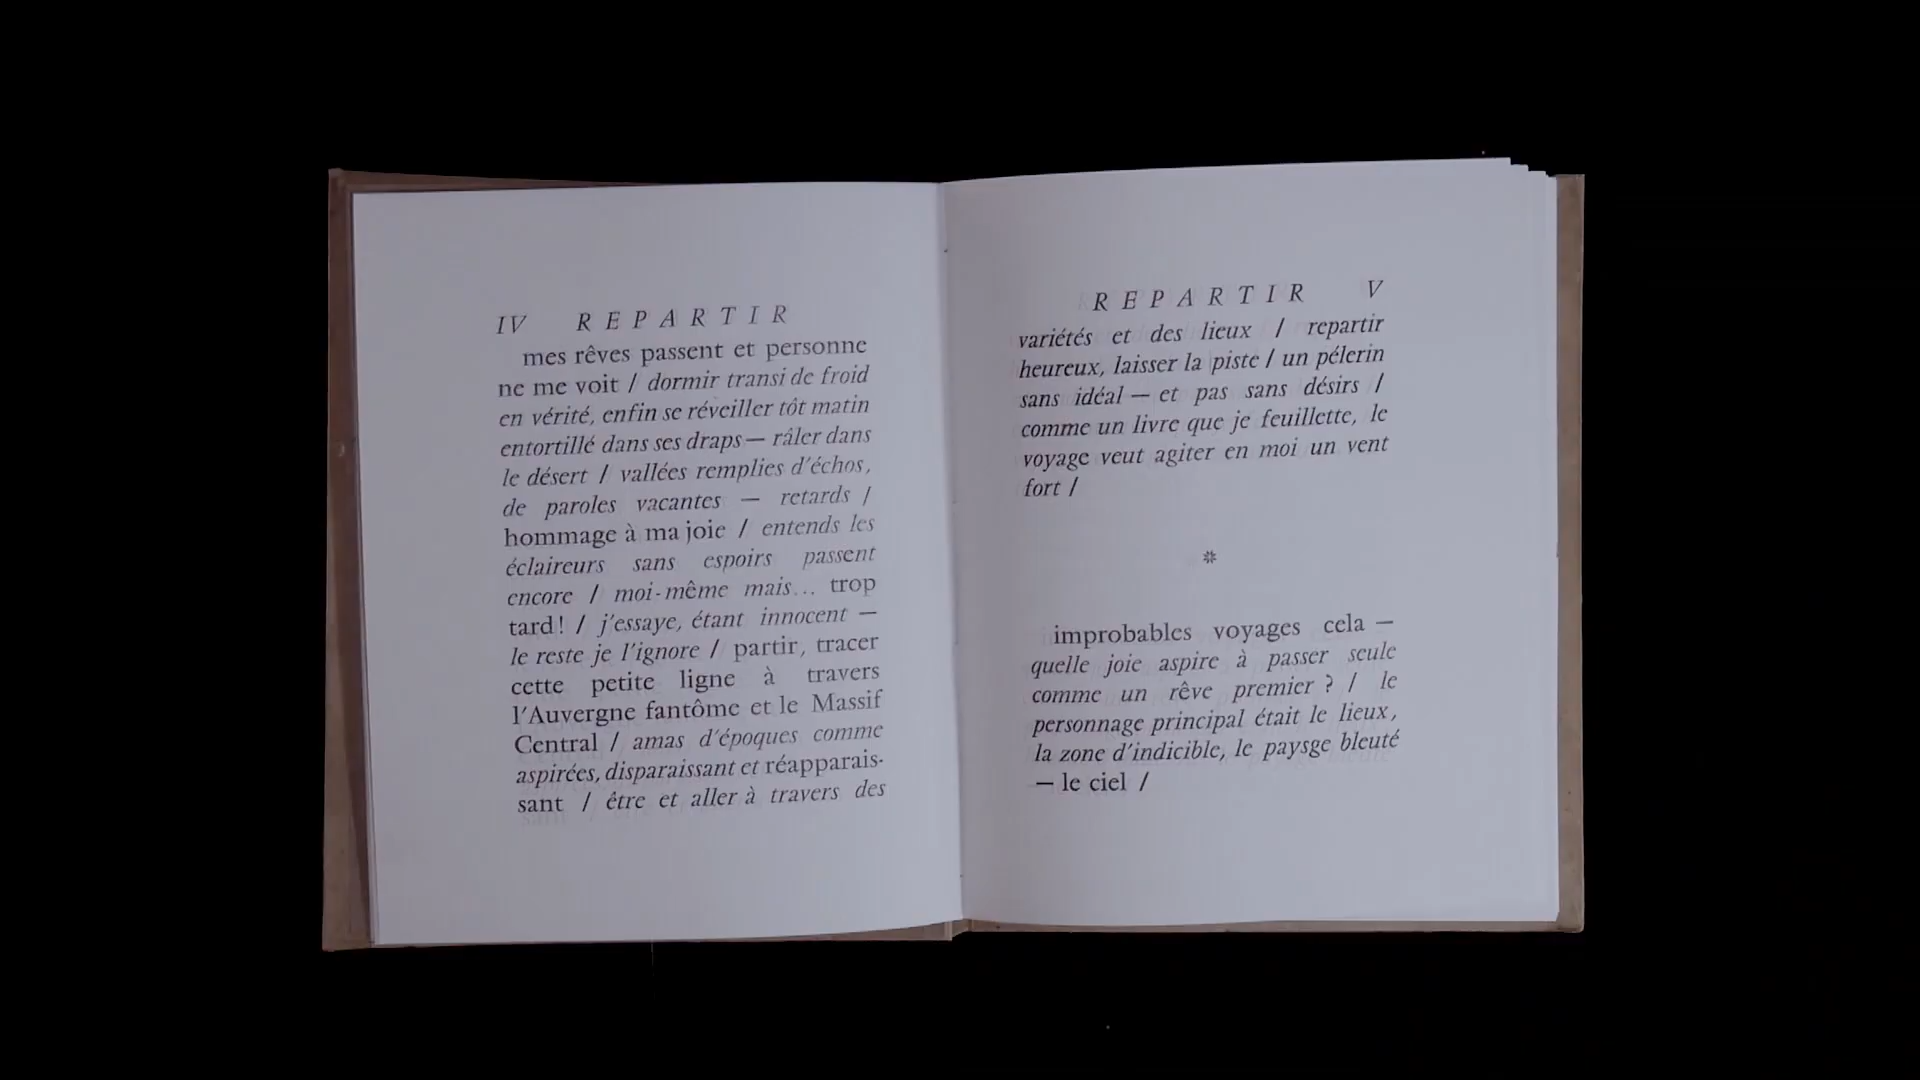 IV REPARTIR
mes rêves passent et personne
ne me voit / dormir transi de froid
en vérité, enfin se réveiller tôt matin
entortillé dans ses draps — râler dans
le désert / vallées remplies d'échos,
de paroles vacantes — retards /
hommage à ma joie / entends les
éclaireurs sans espoirs passent
encore / moi-même mais... trop
tard! / j'essaye, étant innocent —
le reste je l'ignore / partir, tracer
cette petite ligne à travers
l'Auvergne fantôme et le Massif
Central / amas d'époques comme
aspirées, disparaissant et réapparais-
sant / être et aller à travers des
REPARTIR V
variétés et des lieux / repartir
heureux, laisser la piste / un pélerin
sans idéal — et pas sans désirs /
comme un livre que je feuillette, le
voyage veut agiter en moi un vent
fort /
*
improbables voyages cela —
quelle joie aspire à passer seule
comme un rêve premier ? / le
personnage principal était le lieux,
la zone d'indicible, le paysge bleuté
— le ciel /